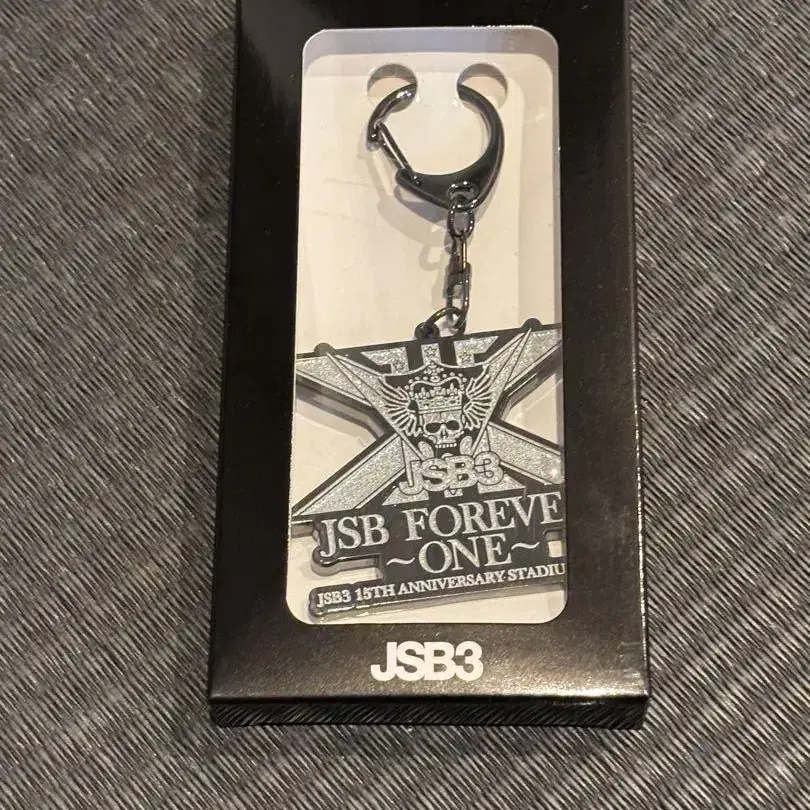 JSB3
JSB FOREVE
~ONE~
JSB3 15TH ANNIVERSARY STADIU
JSB3